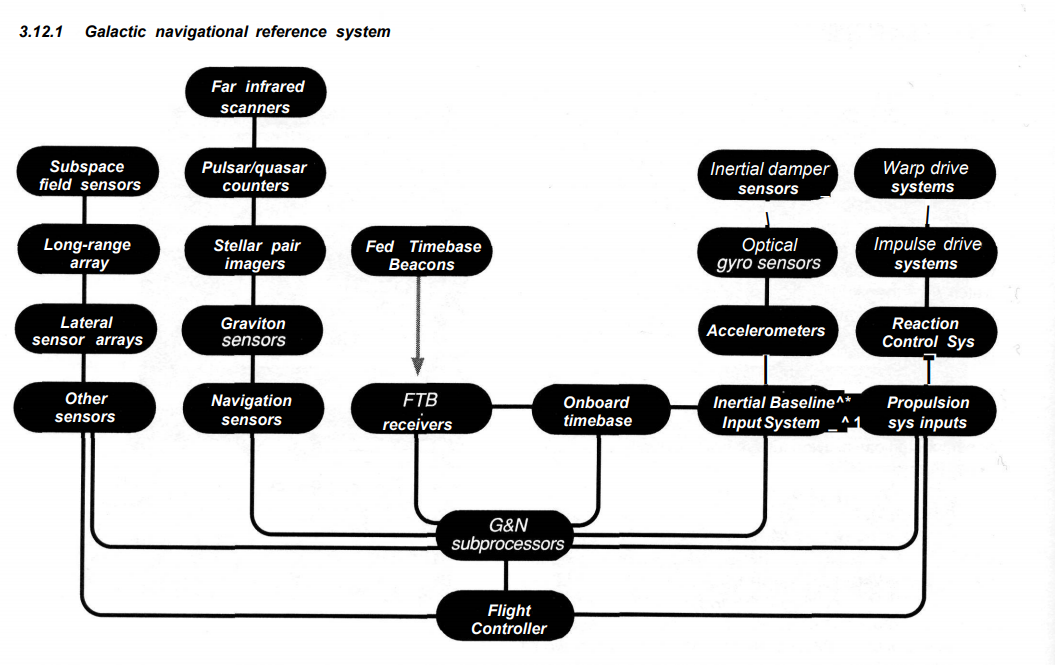 3.12.1 Galactic navigational reference system
Far infrared
scanners
Subspace
field sensors
Pulsar/quasar
counters
Inertial damper
sensors
Warp drive
systems
Long-range
array
Stellar pair
imagers
Fed Timebase
Beacons
Optical
gyro sensors
Impulse drive
systems
Lateral
sensor arrays
Graviton
sensors
Accelerometers
Reaction
Control Sys
Other
sensors
Navigation
sensors
FTB
receivers
Onboard
timebase
Inertial Baseline^*
Input System _ ^ 1
Propulsion
sys inputs
G&N
subprocessors
Flight
Controller